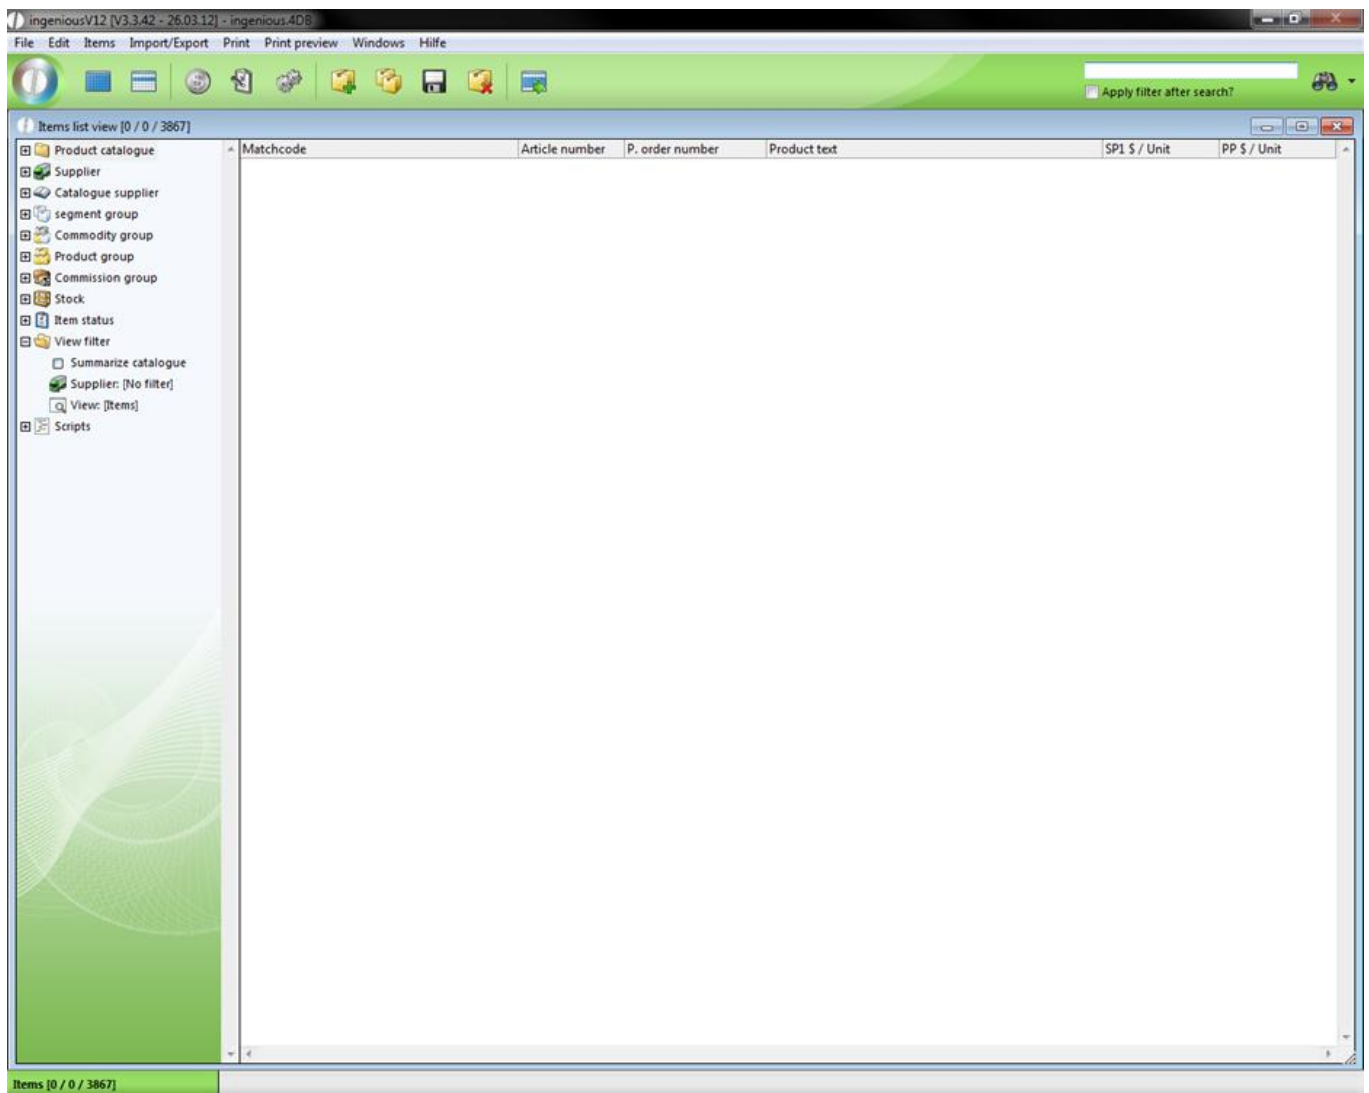 ingeniousV12 [V3.3.42 - 26.03.12] - ingenious.4DB
File Edit Items Import/Export Print Print preview Windows Hilfe
Apply filter after search?
Items list view [0 / 0 / 3867]
Product catalogue
Supplier
Catalogue supplier
segment group
Commodity group
Product group
Commission group
Stock
Item status
View filter
Summarize catalogue
Supplier: [No filter]
View: [Items]
Scripts
Matchcode Article number P. order number Product text SP1 $ / Unit PP $ / Unit
Items [0 / 0 / 3867]